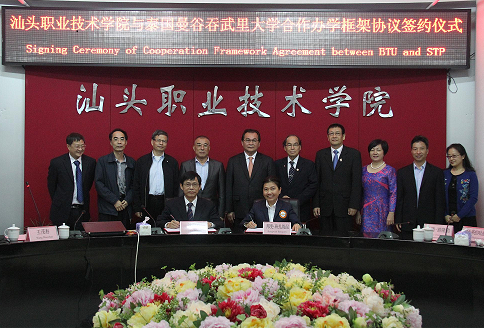 汕头职业技术学院与泰国曼谷吞武里大学合作办学框架协议签约仪式
Signing Ceremony of Cooperation Framework Agreement between BTU and STP
汕头职业技术学院